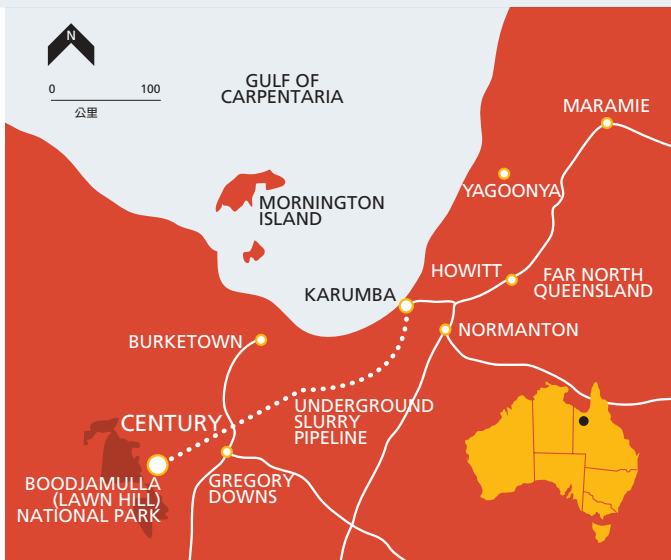 N
0 100
公里
GULF OF
CARPENTARIA
MARAMIE
YAGOONYA
MORNINGTON
ISLAND
HOWITT
FAR NORTH
QUEENSLAND
KARUMBA
NORMANTON
BURKETOWN
CENTURY
UNDERGROUND
SLURRY
PIPELINE
BOODJAMULLA
(LAWN HILL)
NATIONAL PARK
GREGORY
DOWNS